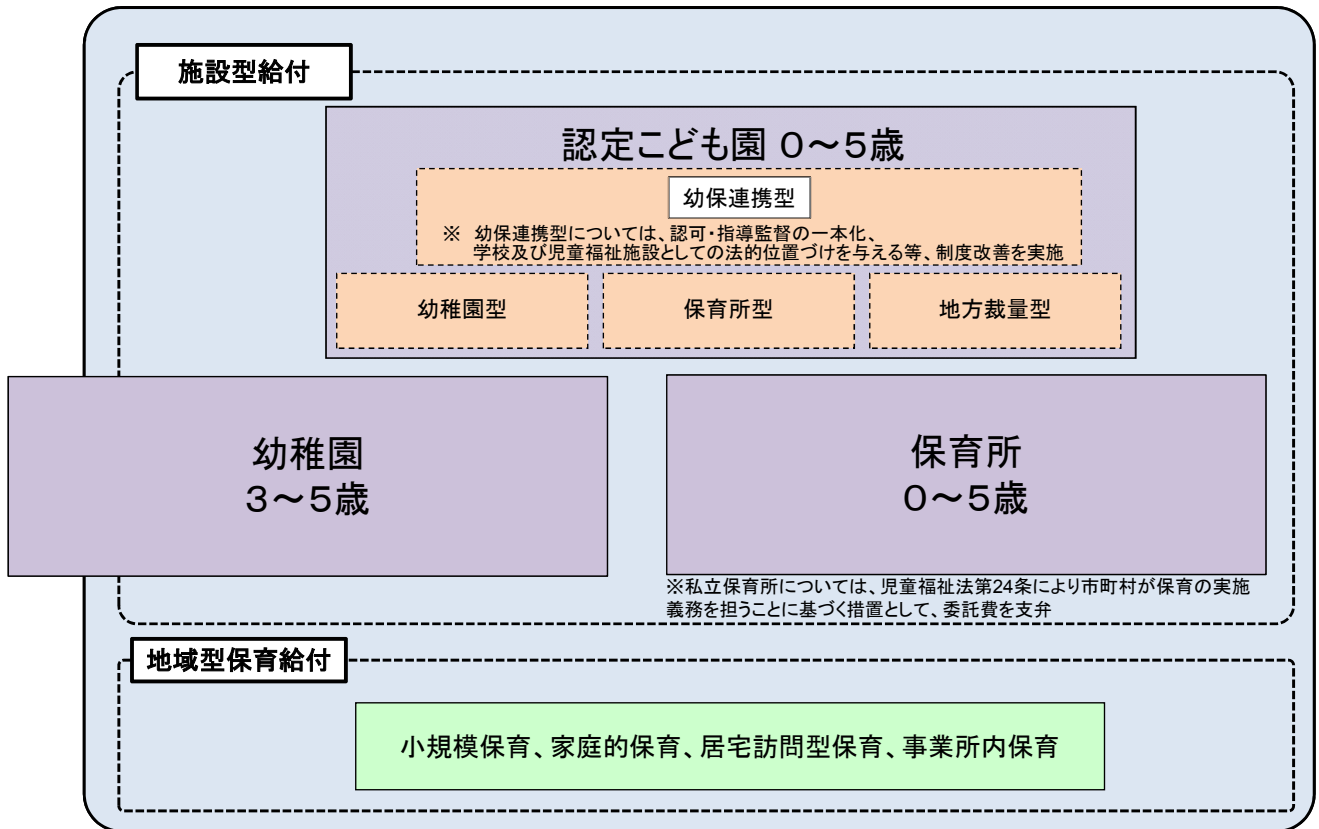 施設型給付
認定こども園 0～5歳
幼保連携型
※ 幼保連携型については、認可・指導監督の一本化、
学校及び児童福祉施設としての法的位置づけを与える等、制度改善を実施
幼稚園型
保育所型
地方裁量型
幼稚園
3～5歳
保育所
0～5歳
※私立保育所については、児童福祉法第24条により市町村が保育の実施
義務を担うことに基づく措置として、委託費を支弁
地域型保育給付
小規模保育、家庭的保育、居宅訪問型保育、事業所内保育